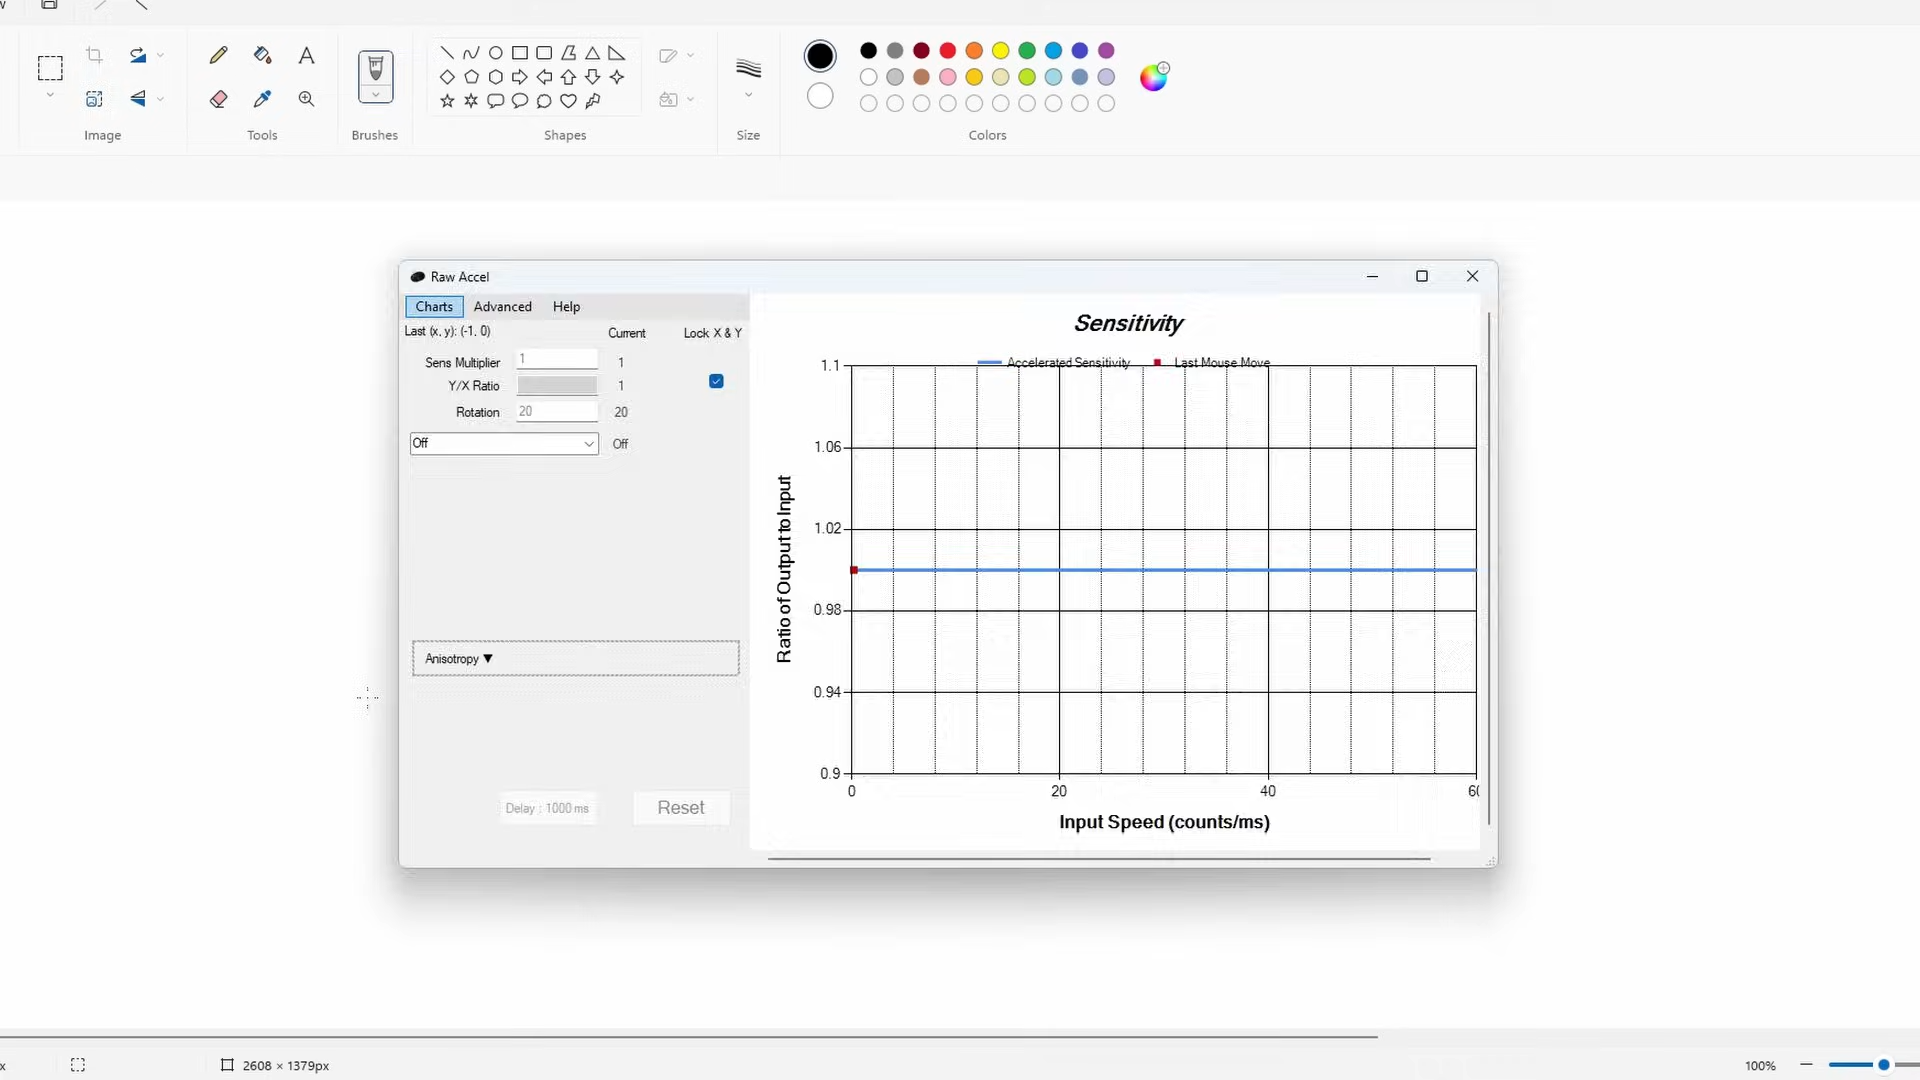 Image
Tools
Brushes
Shapes
Size
Colors
Raw Accel
Charts Advanced Help
Last (x, y): (-1, 0)
Current
Lock X & Y
Sens Multiplier 1 1
Y/X Ratio 1
Rotation 20 20
Off Off
Anisotropy ▼
Delay : 1000 ms
Reset
Sensitivity
Accelerated Sensitivity Last Mouse Move
1.1
1.06
1.02
0.98
0.94
0.9
Ratio of Output to Input
0 20 40 60
Input Speed (counts/ms)
2608 × 1379px
100%